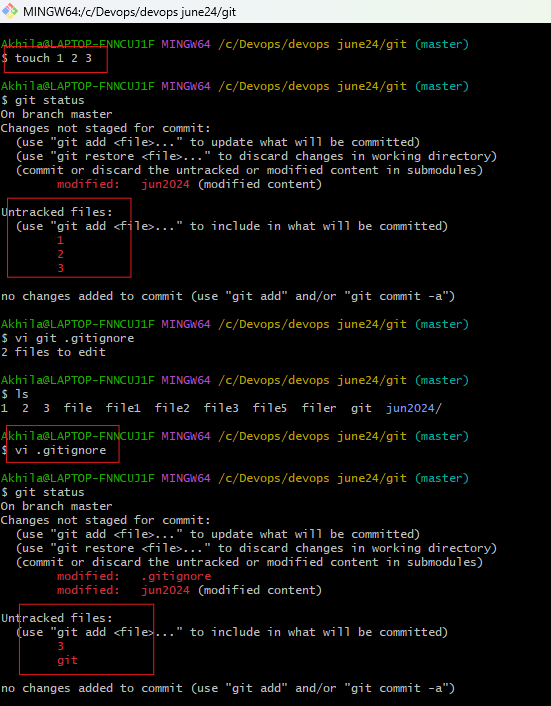 MINGW64:/c/Devops/devops june24/git
Akhila@LAPTOP-FNNCUJ1F MINGW64 /c/Devops/devops june24/git (master)
$ touch 1 2 3
Akhila@LAPTOP-FNNCUJ1F MINGW64 /c/Devops/devops june24/git (master)
$ git status
On branch master
Changes not staged for commit:
  (use "git add <file>..." to update what will be committed)
  (use "git restore <file>..." to discard changes in working directory)
  (commit or discard the untracked or modified content in submodules)
        modified:   jun2024 (modified content)
Untracked files:
  (use "git add <file>..." to include in what will be committed)
        1
        2
        3
no changes added to commit (use "git add" and/or "git commit -a")
Akhila@LAPTOP-FNNCUJ1F MINGW64 /c/Devops/devops june24/git (master)
$ vi git .gitignore
2 files to edit
Akhila@LAPTOP-FNNCUJ1F MINGW64 /c/Devops/devops june24/git (master)
$ ls
1  2  3  file  file1  file2  file3  file5  filer  git  jun2024/
Akhila@LAPTOP-FNNCUJ1F MINGW64 /c/Devops/devops june24/git (master)
$ vi .gitignore
Akhila@LAPTOP-FNNCUJ1F MINGW64 /c/Devops/devops june24/git (master)
$ git status
On branch master
Changes not staged for commit:
  (use "git add <file>..." to update what will be committed)
  (use "git restore <file>..." to discard changes in working directory)
  (commit or discard the untracked or modified content in submodules)
        modified:   .gitignore
        modified:   jun2024 (modified content)
Untracked files:
  (use "git add <file>..." to include in what will be committed)
        3
        git
no changes added to commit (use "git add" and/or "git commit -a")